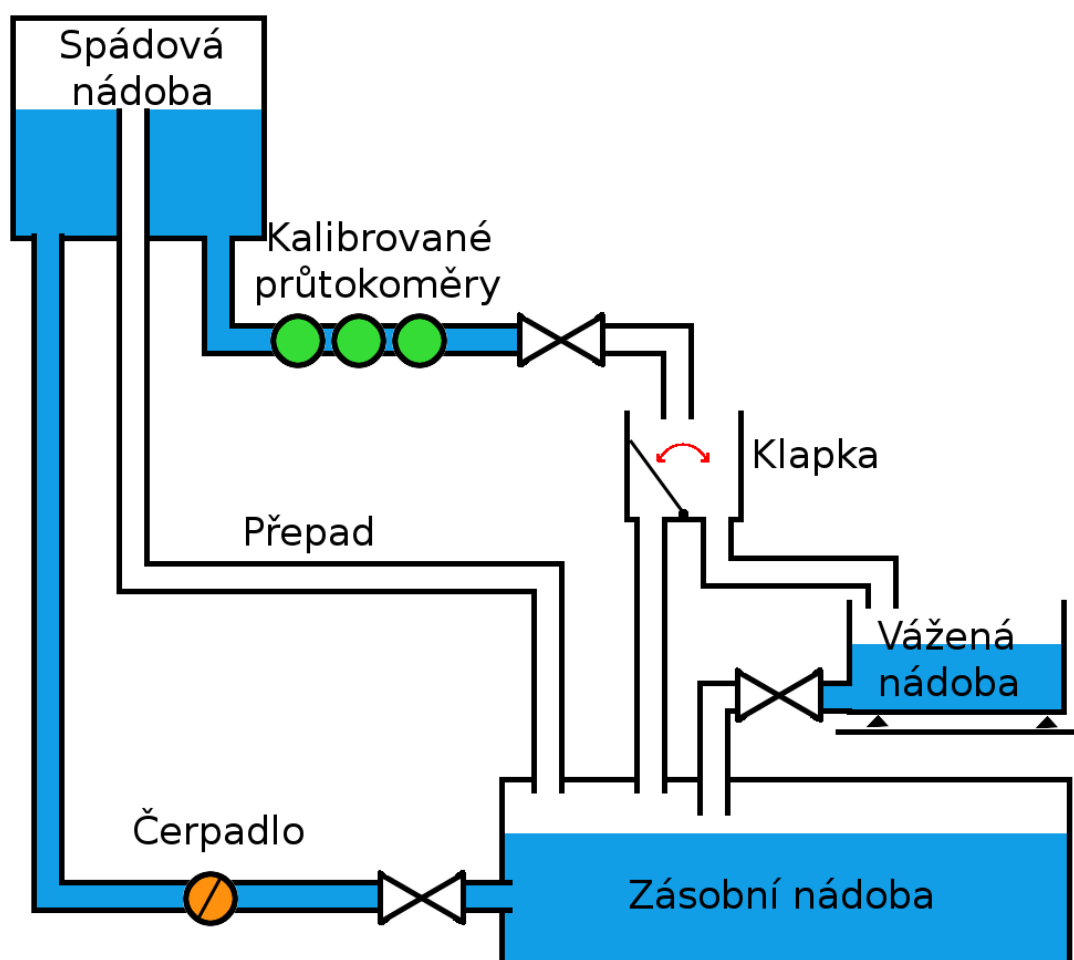 Spádová
nádoba
Kalibrované
průtokoměry
Klapka
Přepad
Vážená
nádoba
Čerpadlo
Zásobní nádoba